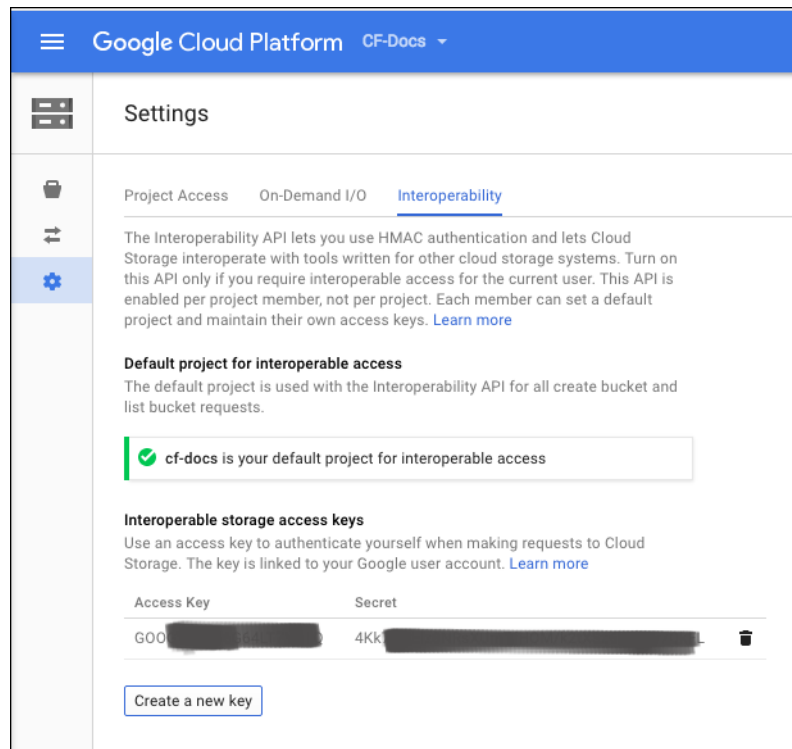 Google Cloud Platform CF-Docs
Settings
Project Access On-Demand I/O Interoperability
The Interoperability API lets you use HMAC authentication and lets Cloud
Storage interoperate with tools written for other cloud storage systems. Turn on
this API only if you require interoperable access for the current user. This API is
enabled per project member, not per project. Each member can set a default
project and maintain their own access keys. Learn more
Default project for interoperable access
The default project is used with the Interoperability API for all create bucket and
list bucket requests.
cf-docs is your default project for interoperable access
Interoperable storage access keys
Use an access key to authenticate yourself when making requests to Cloud
Storage. The key is linked to your Google user account. Learn more
Access Key Secret
Create a new key